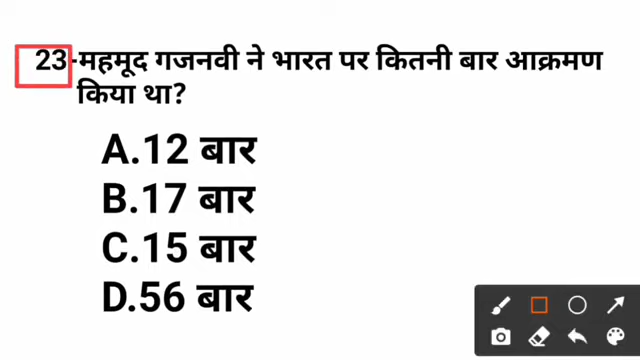 23-महमूद गजनवी ने भारत पर कितनी बार आक्रमण
किया था?
A.12 बार
B.17 बार
C.15 बार
D.56 बार